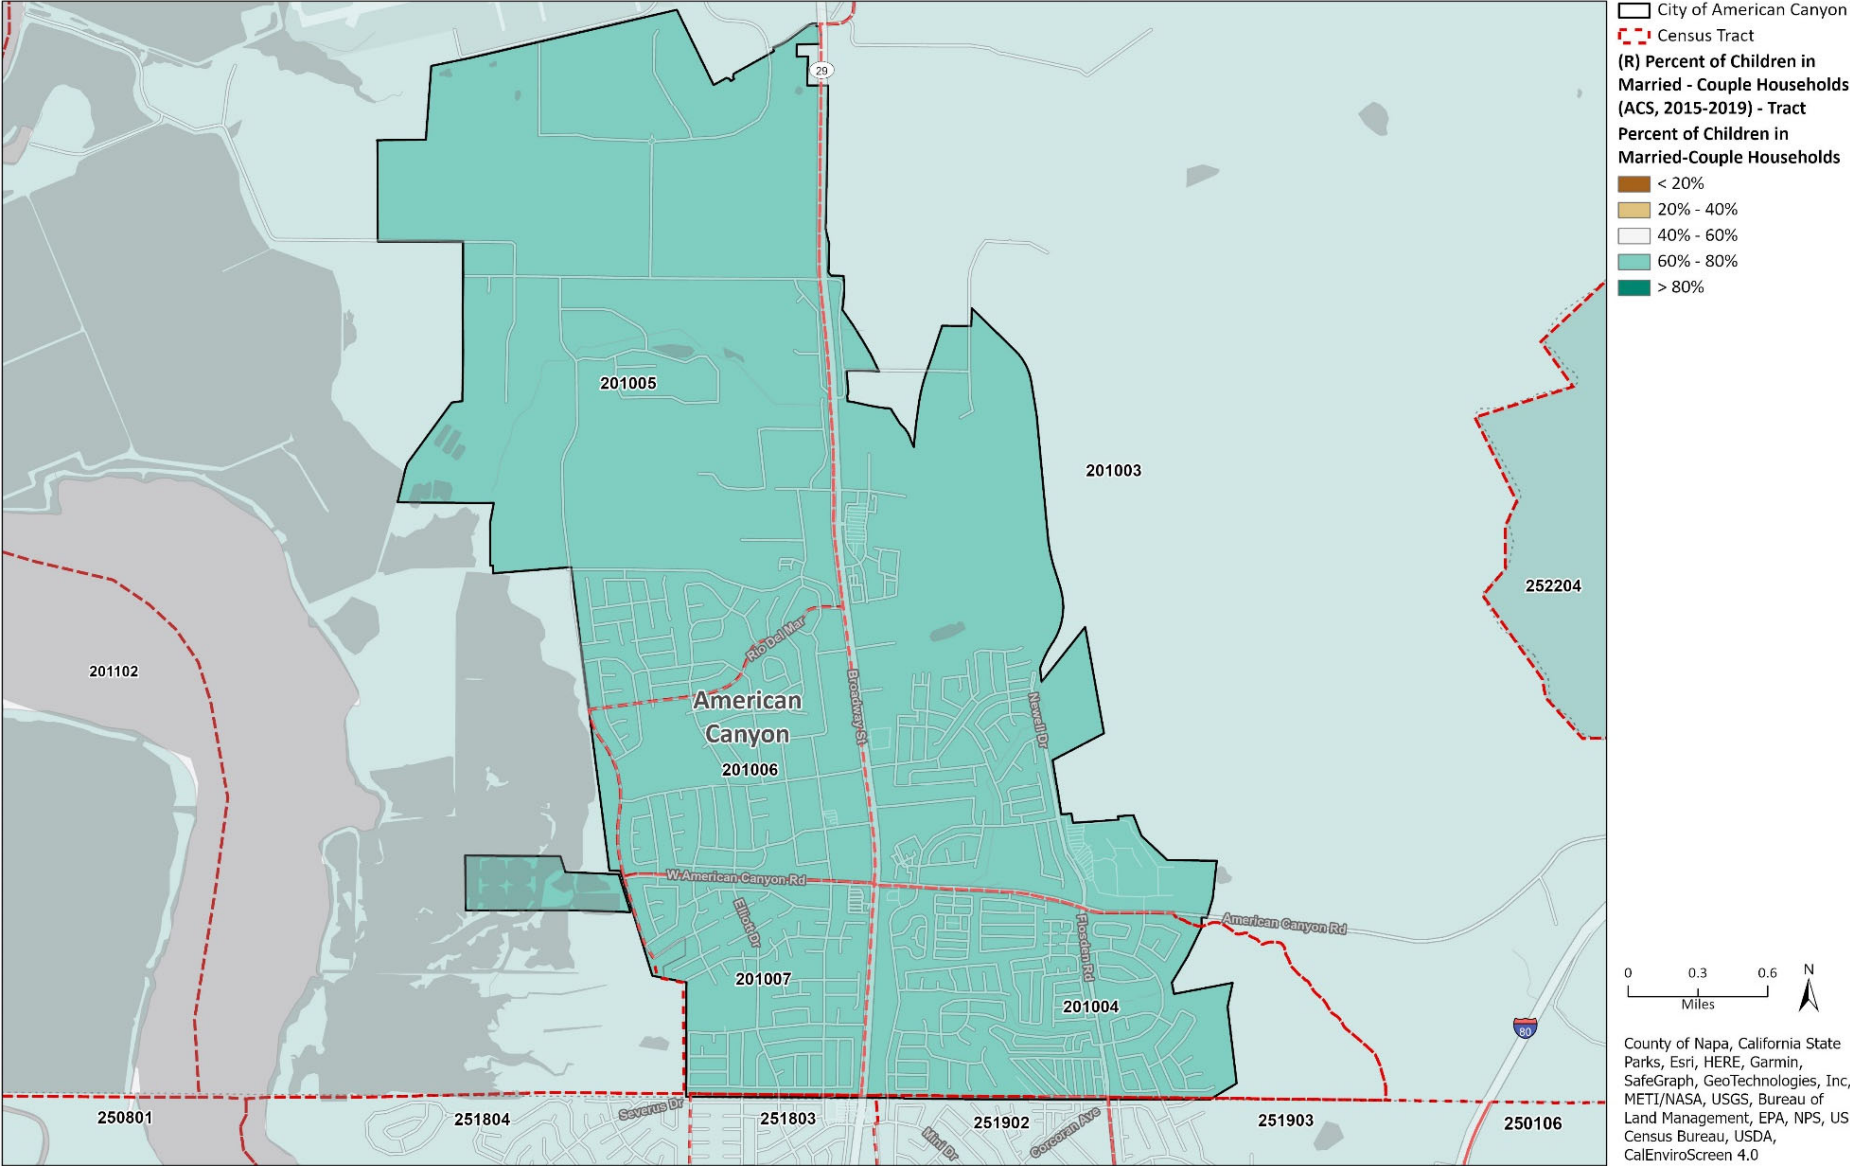 City of American Canyon
Census Tract
(R) Percent of Children in
Married - Couple Households
(ACS, 2015-2019) - Tract
Percent of Children in
Married-Couple Households
< 20%
20% - 40%
40% - 60%
60% - 80%
> 80%
29
201005
201003
252204
201102
Rio Del Mar
American
Canyon
Broadway St
Newell Dr
201006
W American Canyon Rd
Elliott Dr
American Canyon Rd
Flosden Rd
201007
201004
80
250801
251804
Severus Dr
251803
Mini Dr
251902
Corcoran Ave
251903
250106
0 0.3 0.6
Miles
N
County of Napa, California State
Parks, Esri, HERE, Garmin,
SafeGraph, GeoTechnologies, Inc,
METI/NASA, USGS, Bureau of
Land Management, EPA, NPS, US
Census Bureau, USDA,
CalEnviroScreen 4.0